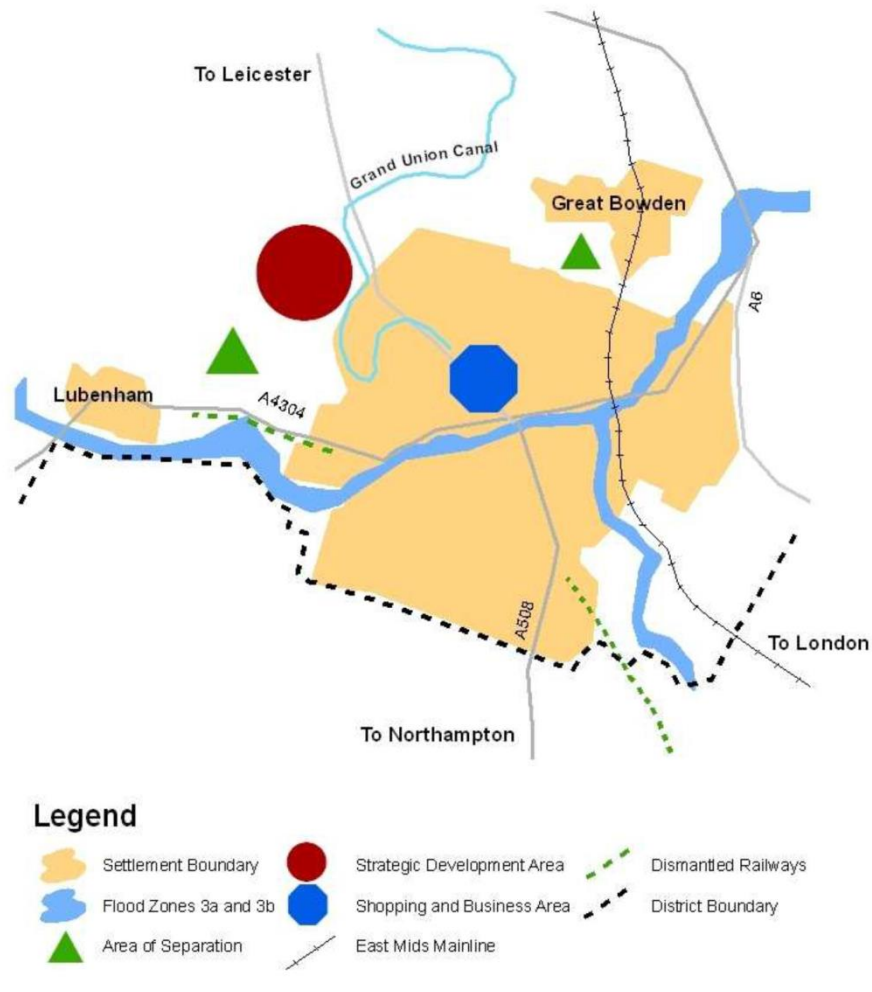 To Leicester
Grand Union Canal
Great Bowden
A6
Lubenham
A4304
A508
To London
To Northampton
Legend
Settlement Boundary
Strategic Development Area
Dismantled Railways
Flood Zones 3a and 3b
Shopping and Business Area
District Boundary
Area of Separation
East Mids Mainline